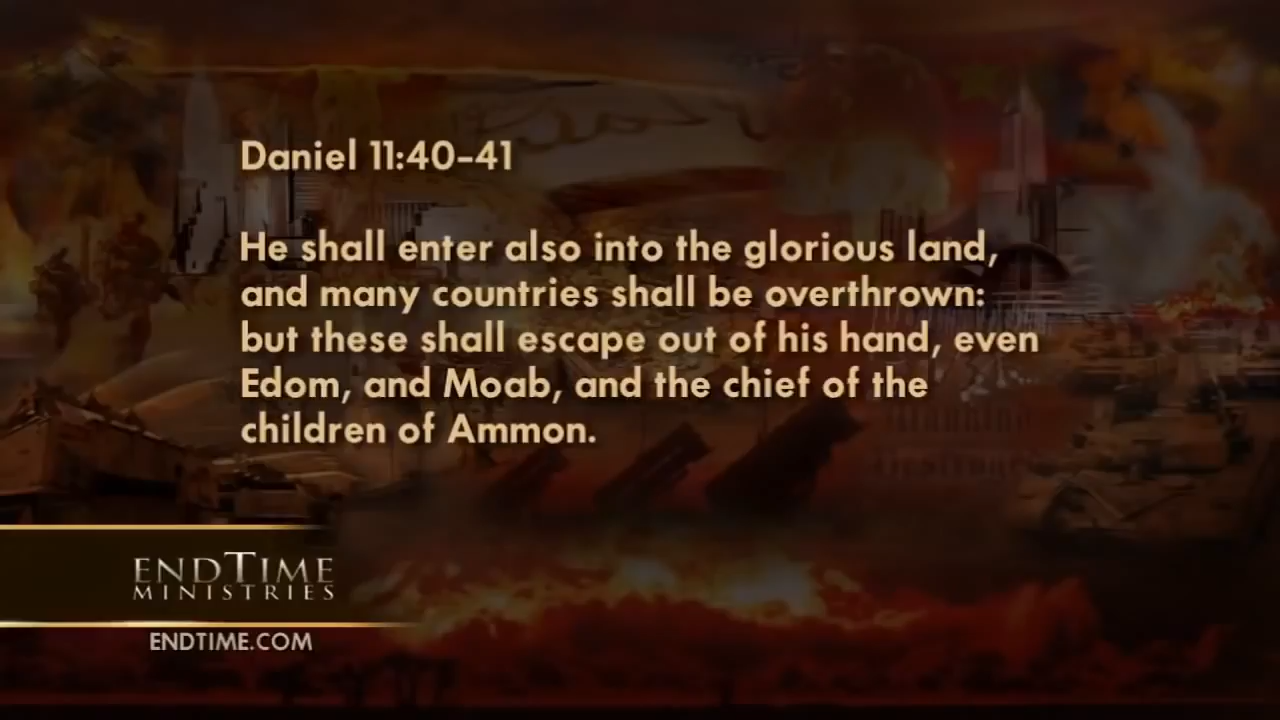 Daniel 11:40-41
He shall enter also into the glorious land,
and many countries shall be overthrown:
but these shall escape out of his hand, even
Edom, and Moab, and the chief of the
children of Ammon.
ENDTIME
MINISTRIES
ENDTIME.COM